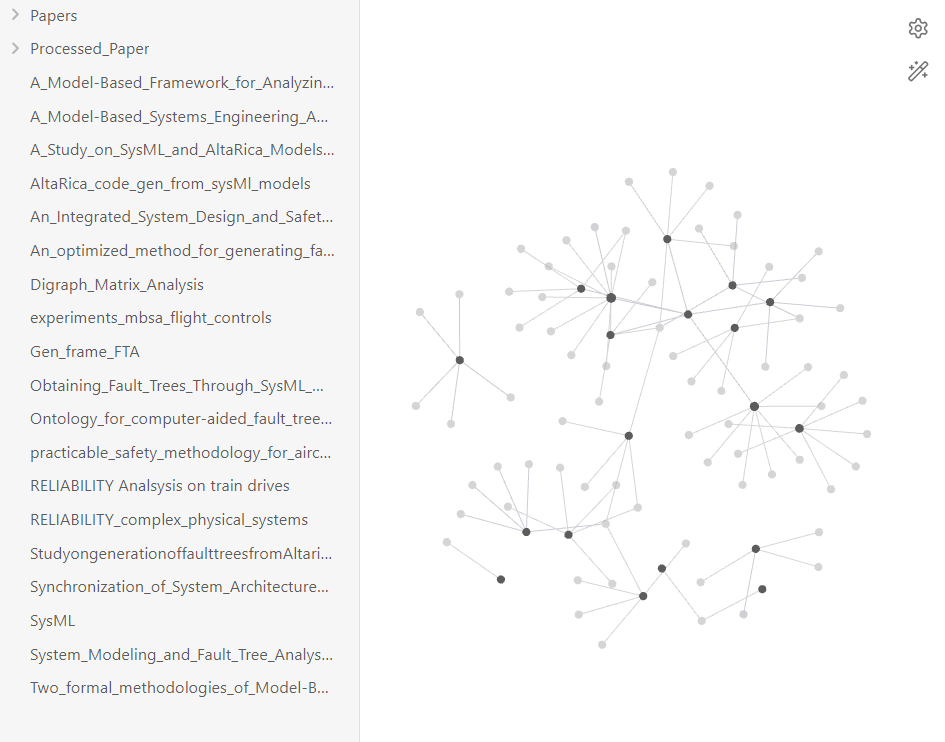 Papers
Processed_Paper
A_Model-Based_Framework_for_Analyzin...
A_Model-Based_Systems_Engineering_A...
A_Study_on_SysML_and_AltaRica_Models...
AltaRica_code_gen_from_sysMl_models
An_Integrated_System_Design_and_Safet...
An_optimized_method_for_generating_fa...
Digraph_Matrix_Analysis
experiments_mbsa_flight_controls
Gen_frame_FTA
Obtaining_Fault_Trees_Through_SysML_...
Ontology_for_computer-aided_fault_tree...
practicable_safety_methodology_for_airc...
RELIABILITY Analsysis on train drives
RELIABILITY_complex_physical_systems
StudyongenerationoffaulttreesfromAltari...
Synchronization_of_System_Architecture...
SysML
System_Modeling_and_Fault_Tree_Analys...
Two_formal_methodologies_of_Model-B...